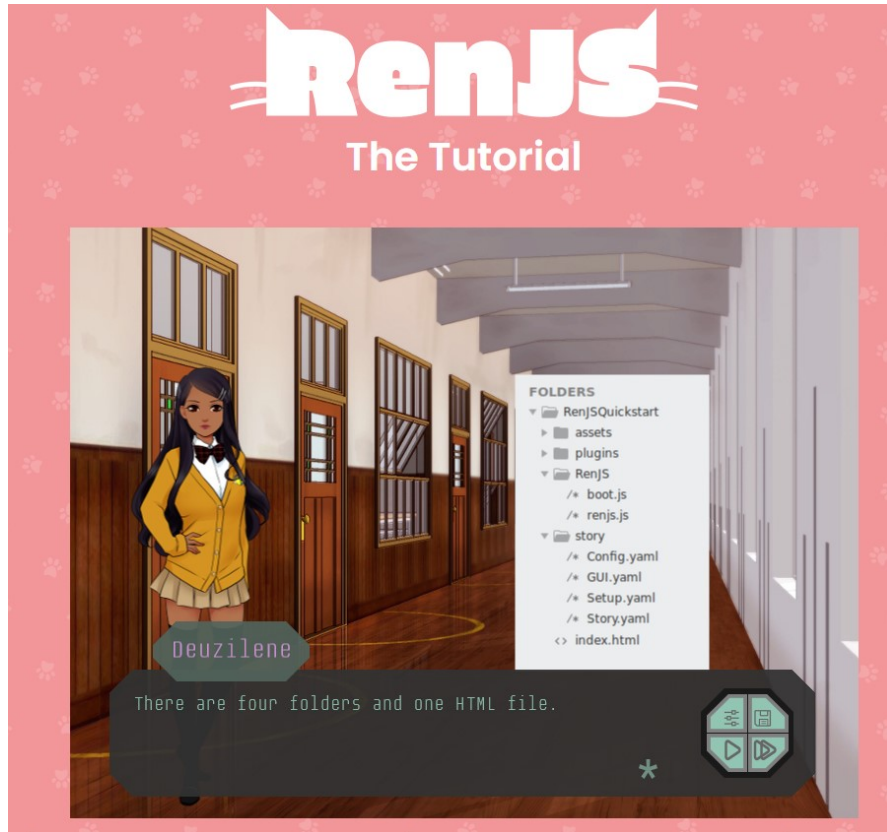 RenJS
The Tutorial
FOLDERS
RenJSQuickstart
assets
plugins
RenJS
/* boot.js
/* renjs.js
story
/* Config.yaml
/* GUI.yaml
/* Setup.yaml
/* Story.yaml
<> index.html
Deuzilene
There are four folders and one HTML file.
*